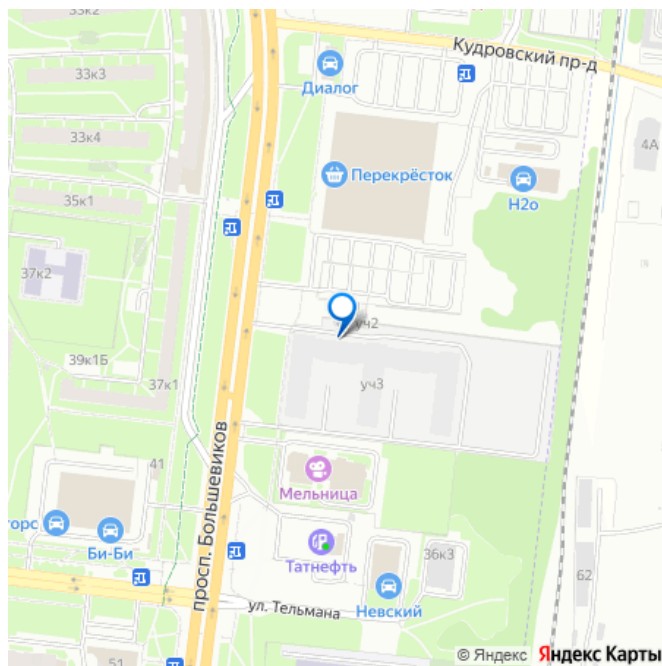 33к2
33к3
33к4
35к1
37к2
39к1Б
37к1
41
51
просп. Большевиков
Кудровский пр-д
Диалог
Перекрёсток
Н2о
4А
уч2
уч3
Мельница
Татнефть
36к3
Невский
ул. Тельмана
62
горс
Би-Би
© Яндекс Яндекс Карты